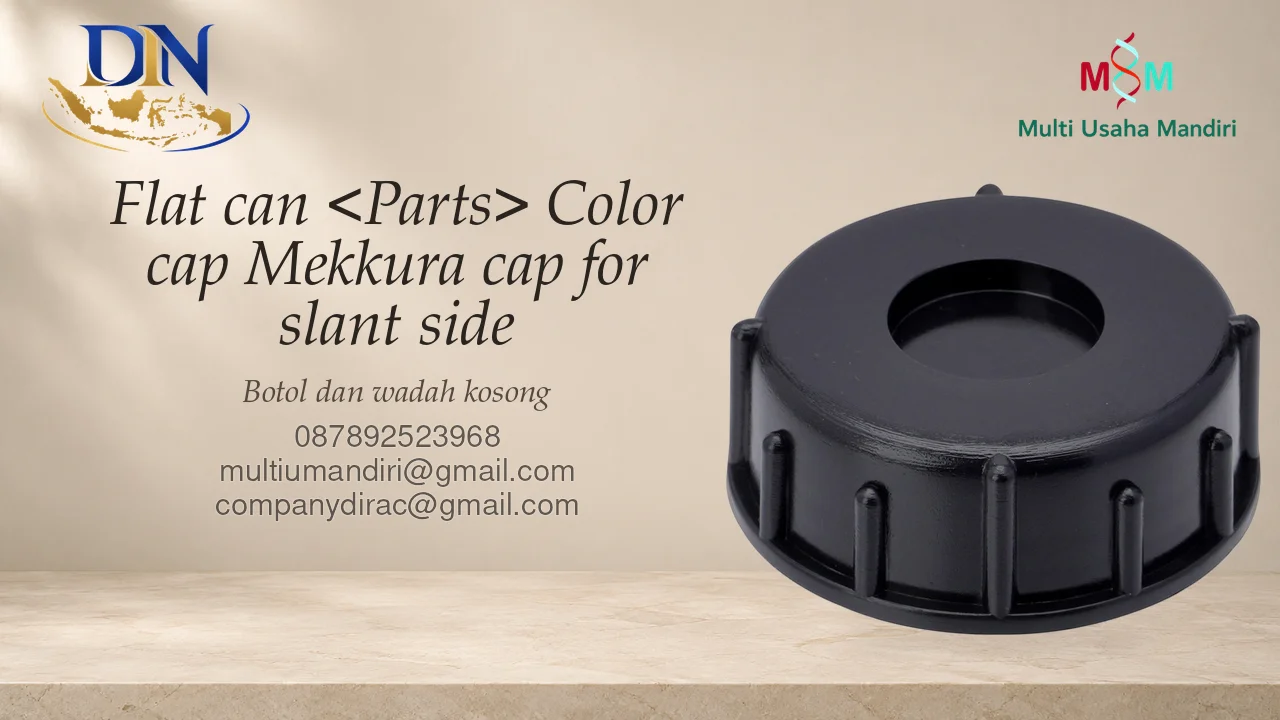 DN
M M
Multi Usaha Mandiri
Flat can <Parts> Color
cap Mekkura cap for
slant side
Botol dan wadah kosong
087892523968
multiumandiri@gmail.com
companydirac@gmail.com